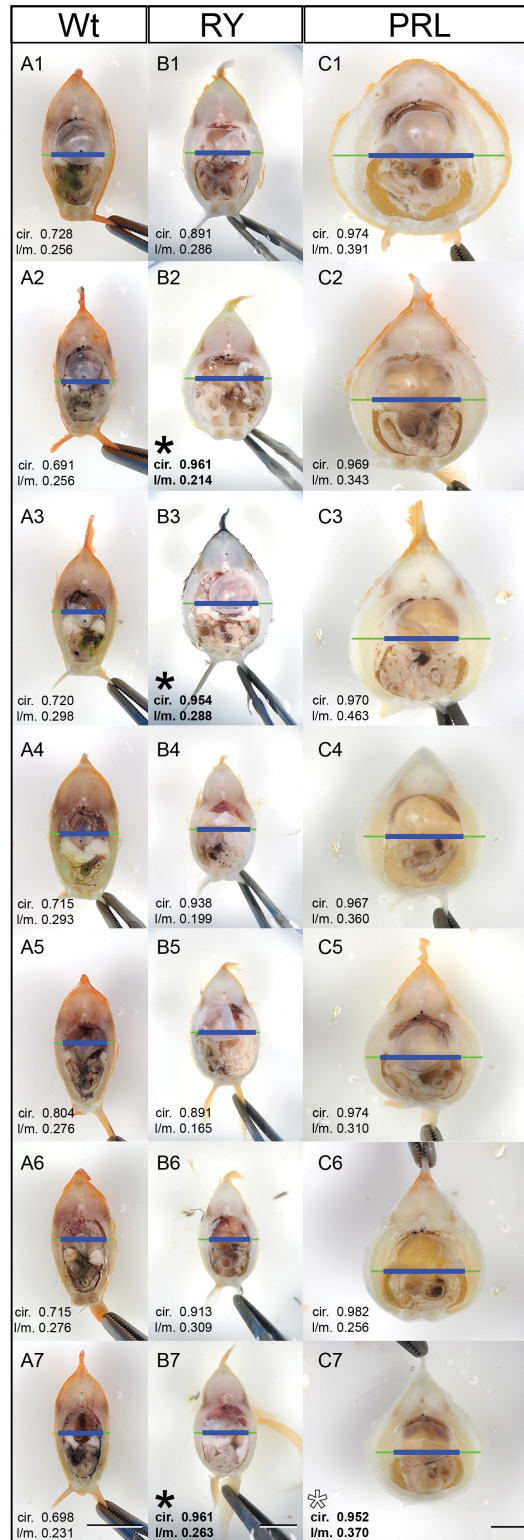 Wt RY PRL
A1 B1 C1
cir. 0.728 cir. 0.891 cir. 0.974
l/m. 0.256 l/m. 0.286 l/m. 0.391
A2 B2 C2
cir. 0.691 cir. 0.961 cir. 0.969
l/m. 0.256 l/m. 0.214 l/m. 0.343
A3 B3 C3
cir. 0.720 cir. 0.954 cir. 0.970
l/m. 0.298 l/m. 0.288 l/m. 0.463
A4 B4 C4
cir. 0.715 cir. 0.938 cir. 0.967
l/m. 0.293 l/m. 0.199 l/m. 0.360
A5 B5 C5
cir. 0.804 cir. 0.891 cir. 0.974
l/m. 0.276 l/m. 0.165 l/m. 0.310
A6 B6 C6
cir. 0.715 cir. 0.913 cir. 0.982
l/m. 0.276 l/m. 0.309 l/m. 0.256
A7 B7 C7
cir. 0.698 cir. 0.961 cir. 0.952
l/m. 0.231 l/m. 0.263 l/m. 0.370